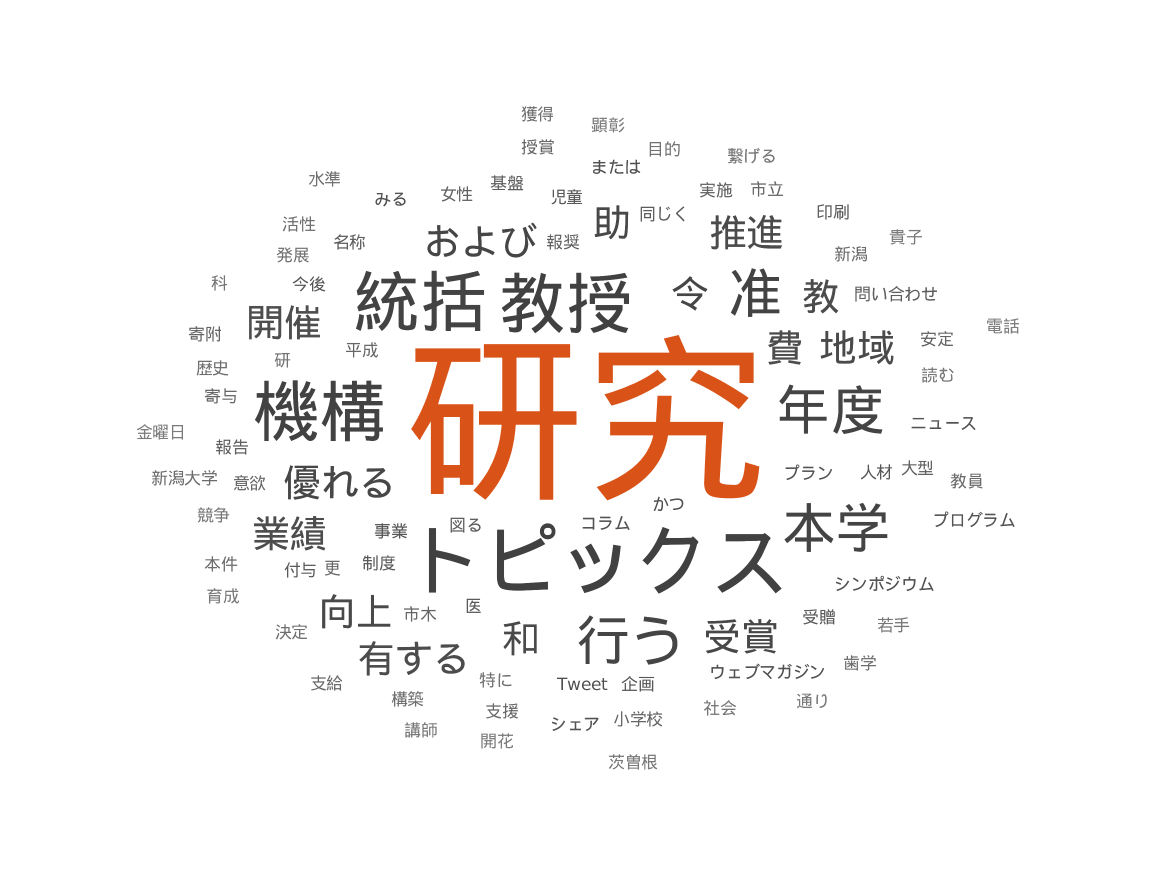 獲得
顕彰
授賞
目的
繋げる
または
水準
みる
女性
基盤
児童
実施
市立
活性
名称
および
報奨
助
同じく
推進
印刷
貴子
発展
新潟
科
今後
統括
教授
令
准
教
問い合わせ
開催
寄附
平成
費
地域
安定
電話
研
歴史
読む
寄与
機構
研究
年度
ニュース
金曜日
報告
新潟大学
意欲
優れる
プラン
人材
大型
教員
かつ
競争
業績
事業
図る
コラム
本学
プログラム
トピックス
本件
付与
更
制度
シンポジウム
育成
向上
市木
医
受贈
若手
決定
有する
和
行う
受賞
歯学
ウェブマガジン
支給
特に
Tweet
企画
構築
支援
シェア
小学校
社会
通り
講師
開花
茨曽根